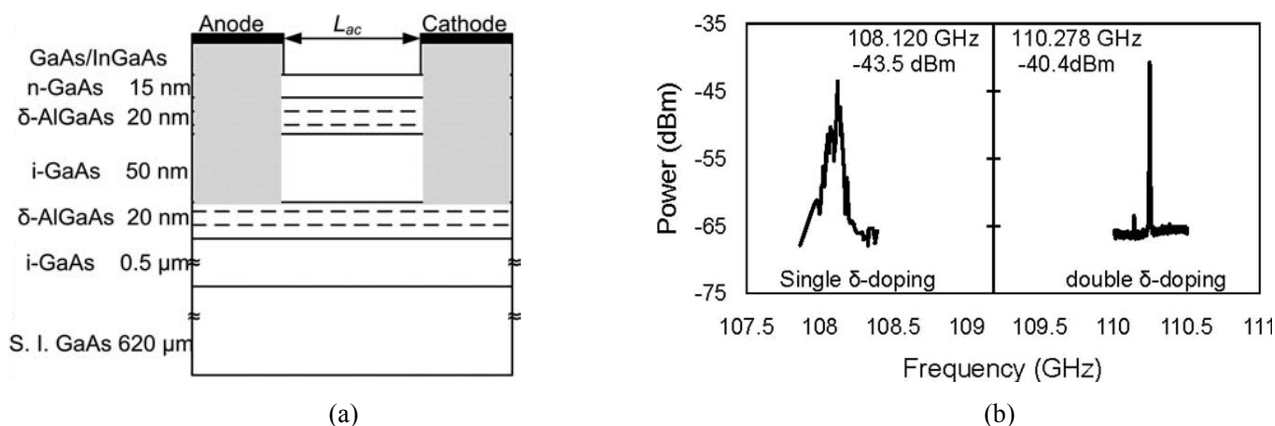 Anode
L_ac
Cathode
GaAs/InGaAs
n-GaAs 15 nm
δ-AlGaAs 20 nm
i-GaAs 50 nm
δ-AlGaAs 20 nm
i-GaAs 0.5 μm
S. I. GaAs 620 μm
(a)
Power (dBm)
-35
-45
-55
-65
-75
108.120 GHz
-43.5 dBm
110.278 GHz
-40.4dBm
Single δ-doping
double δ-doping
107.5 108 108.5 109 109.5 110 110.5 111
Frequency (GHz)
(b)